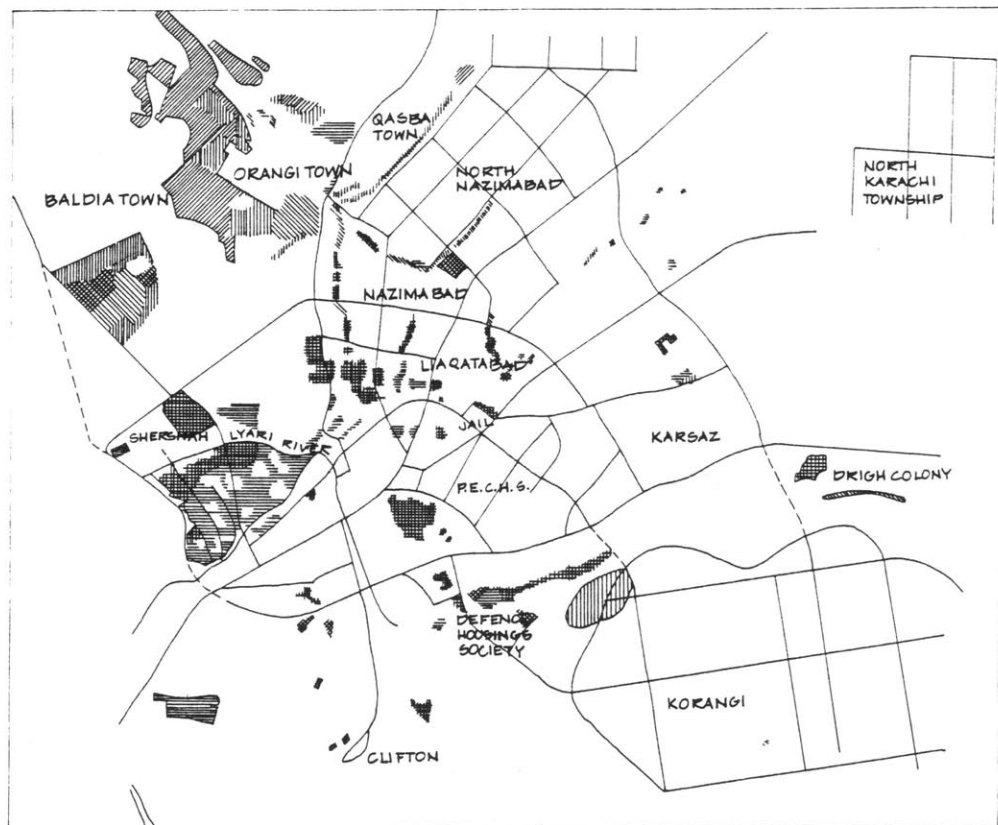 QASBA
TOWN
ORANGI TOWN
NORTH
NAZIMABAD
NORTH
KARACHI
TOWNSHIP
BALDIA TOWN
NAZIMABAD
LIAQATABAD
SHERSHAH
LYARI RIVER
JAIL
KARSAZ
P.E.C.H.S.
DRIGH COLONY
DEFENCE
HOUSINGS
SOCIETY
KORANGI
CLIFTON